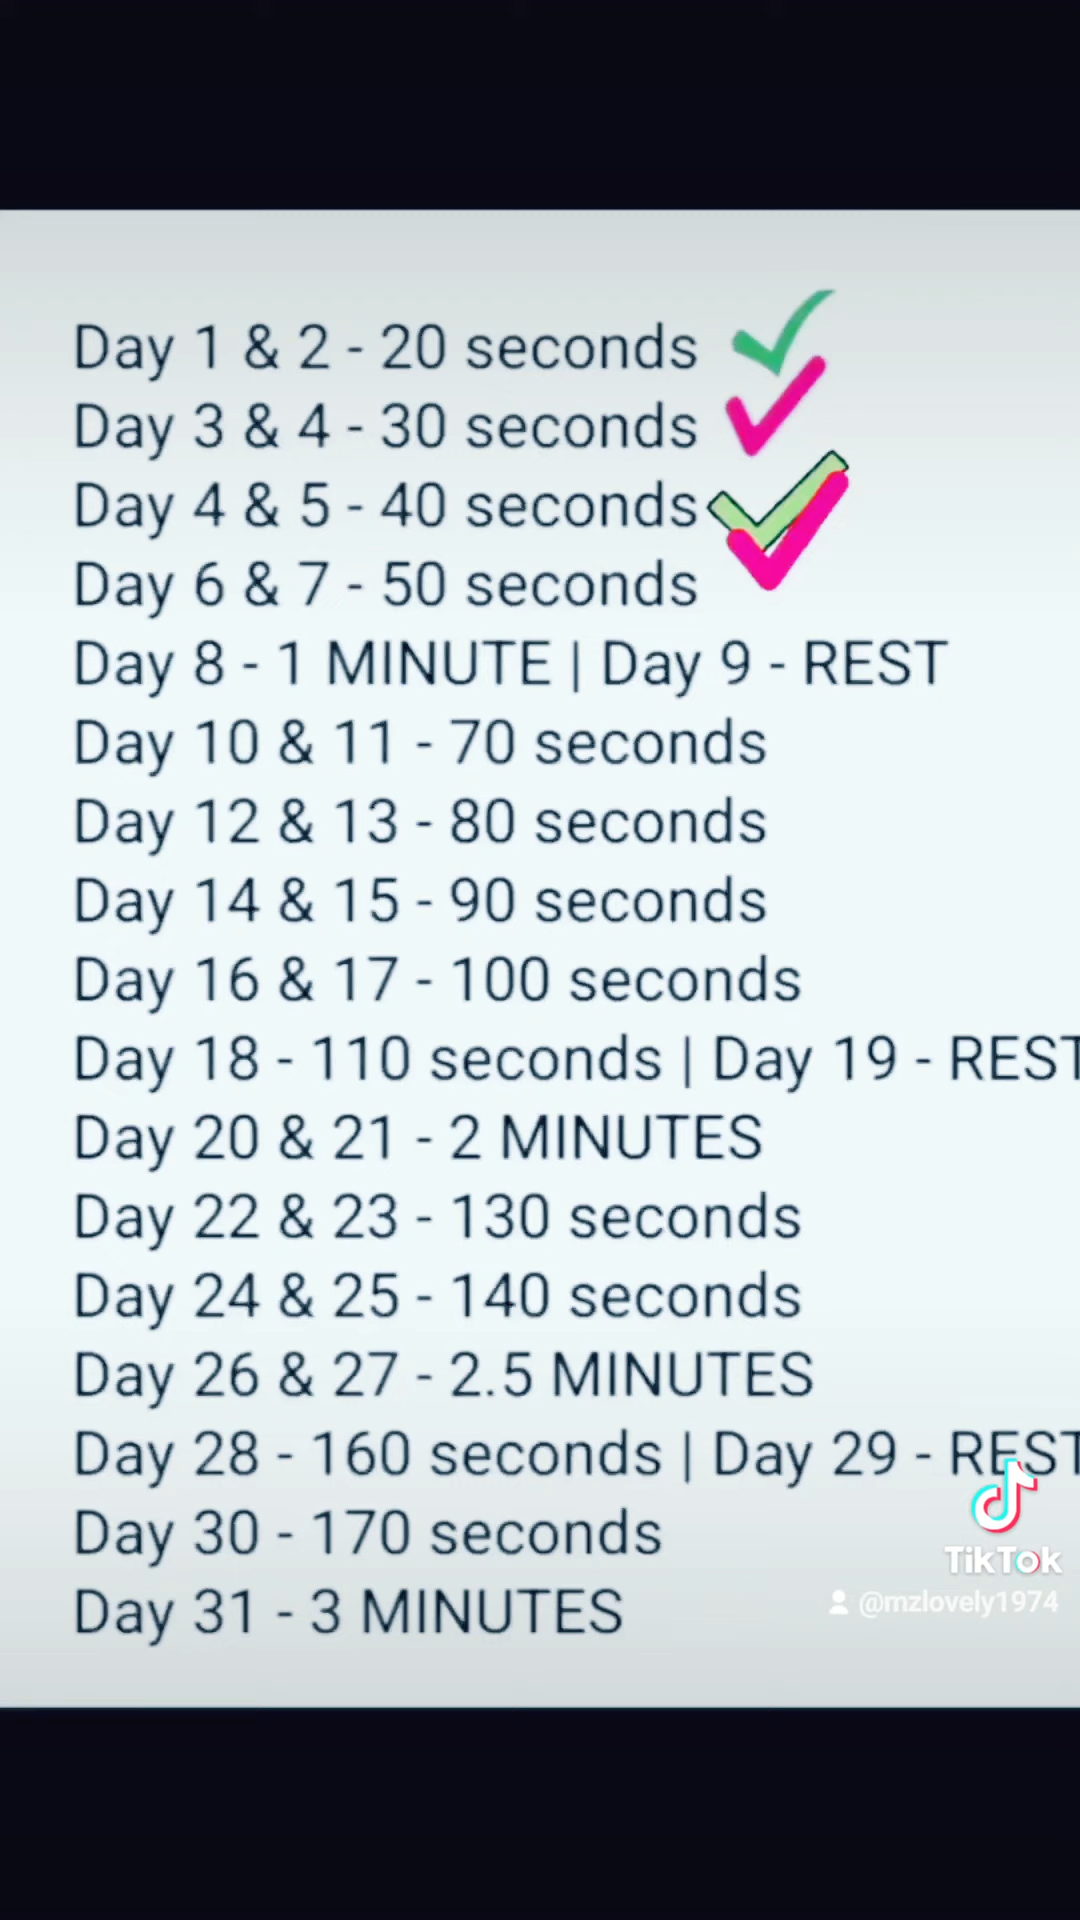 Day 1 & 2 - 20 seconds
Day 3 & 4 - 30 seconds
Day 4 & 5 - 40 seconds
Day 6 & 7 - 50 seconds
Day 8 - 1 MINUTE | Day 9 - REST
Day 10 & 11 - 70 seconds
Day 12 & 13 - 80 seconds
Day 14 & 15 - 90 seconds
Day 16 & 17 - 100 seconds
Day 18 - 110 seconds | Day 19 - REST
Day 20 & 21 - 2 MINUTES
Day 22 & 23 - 130 seconds
Day 24 & 25 - 140 seconds
Day 26 & 27 - 2.5 MINUTES
Day 28 - 160 seconds | Day 29 - REST
Day 30 - 170 seconds
Day 31 - 3 MINUTES
TikTok
@mzlovely1974